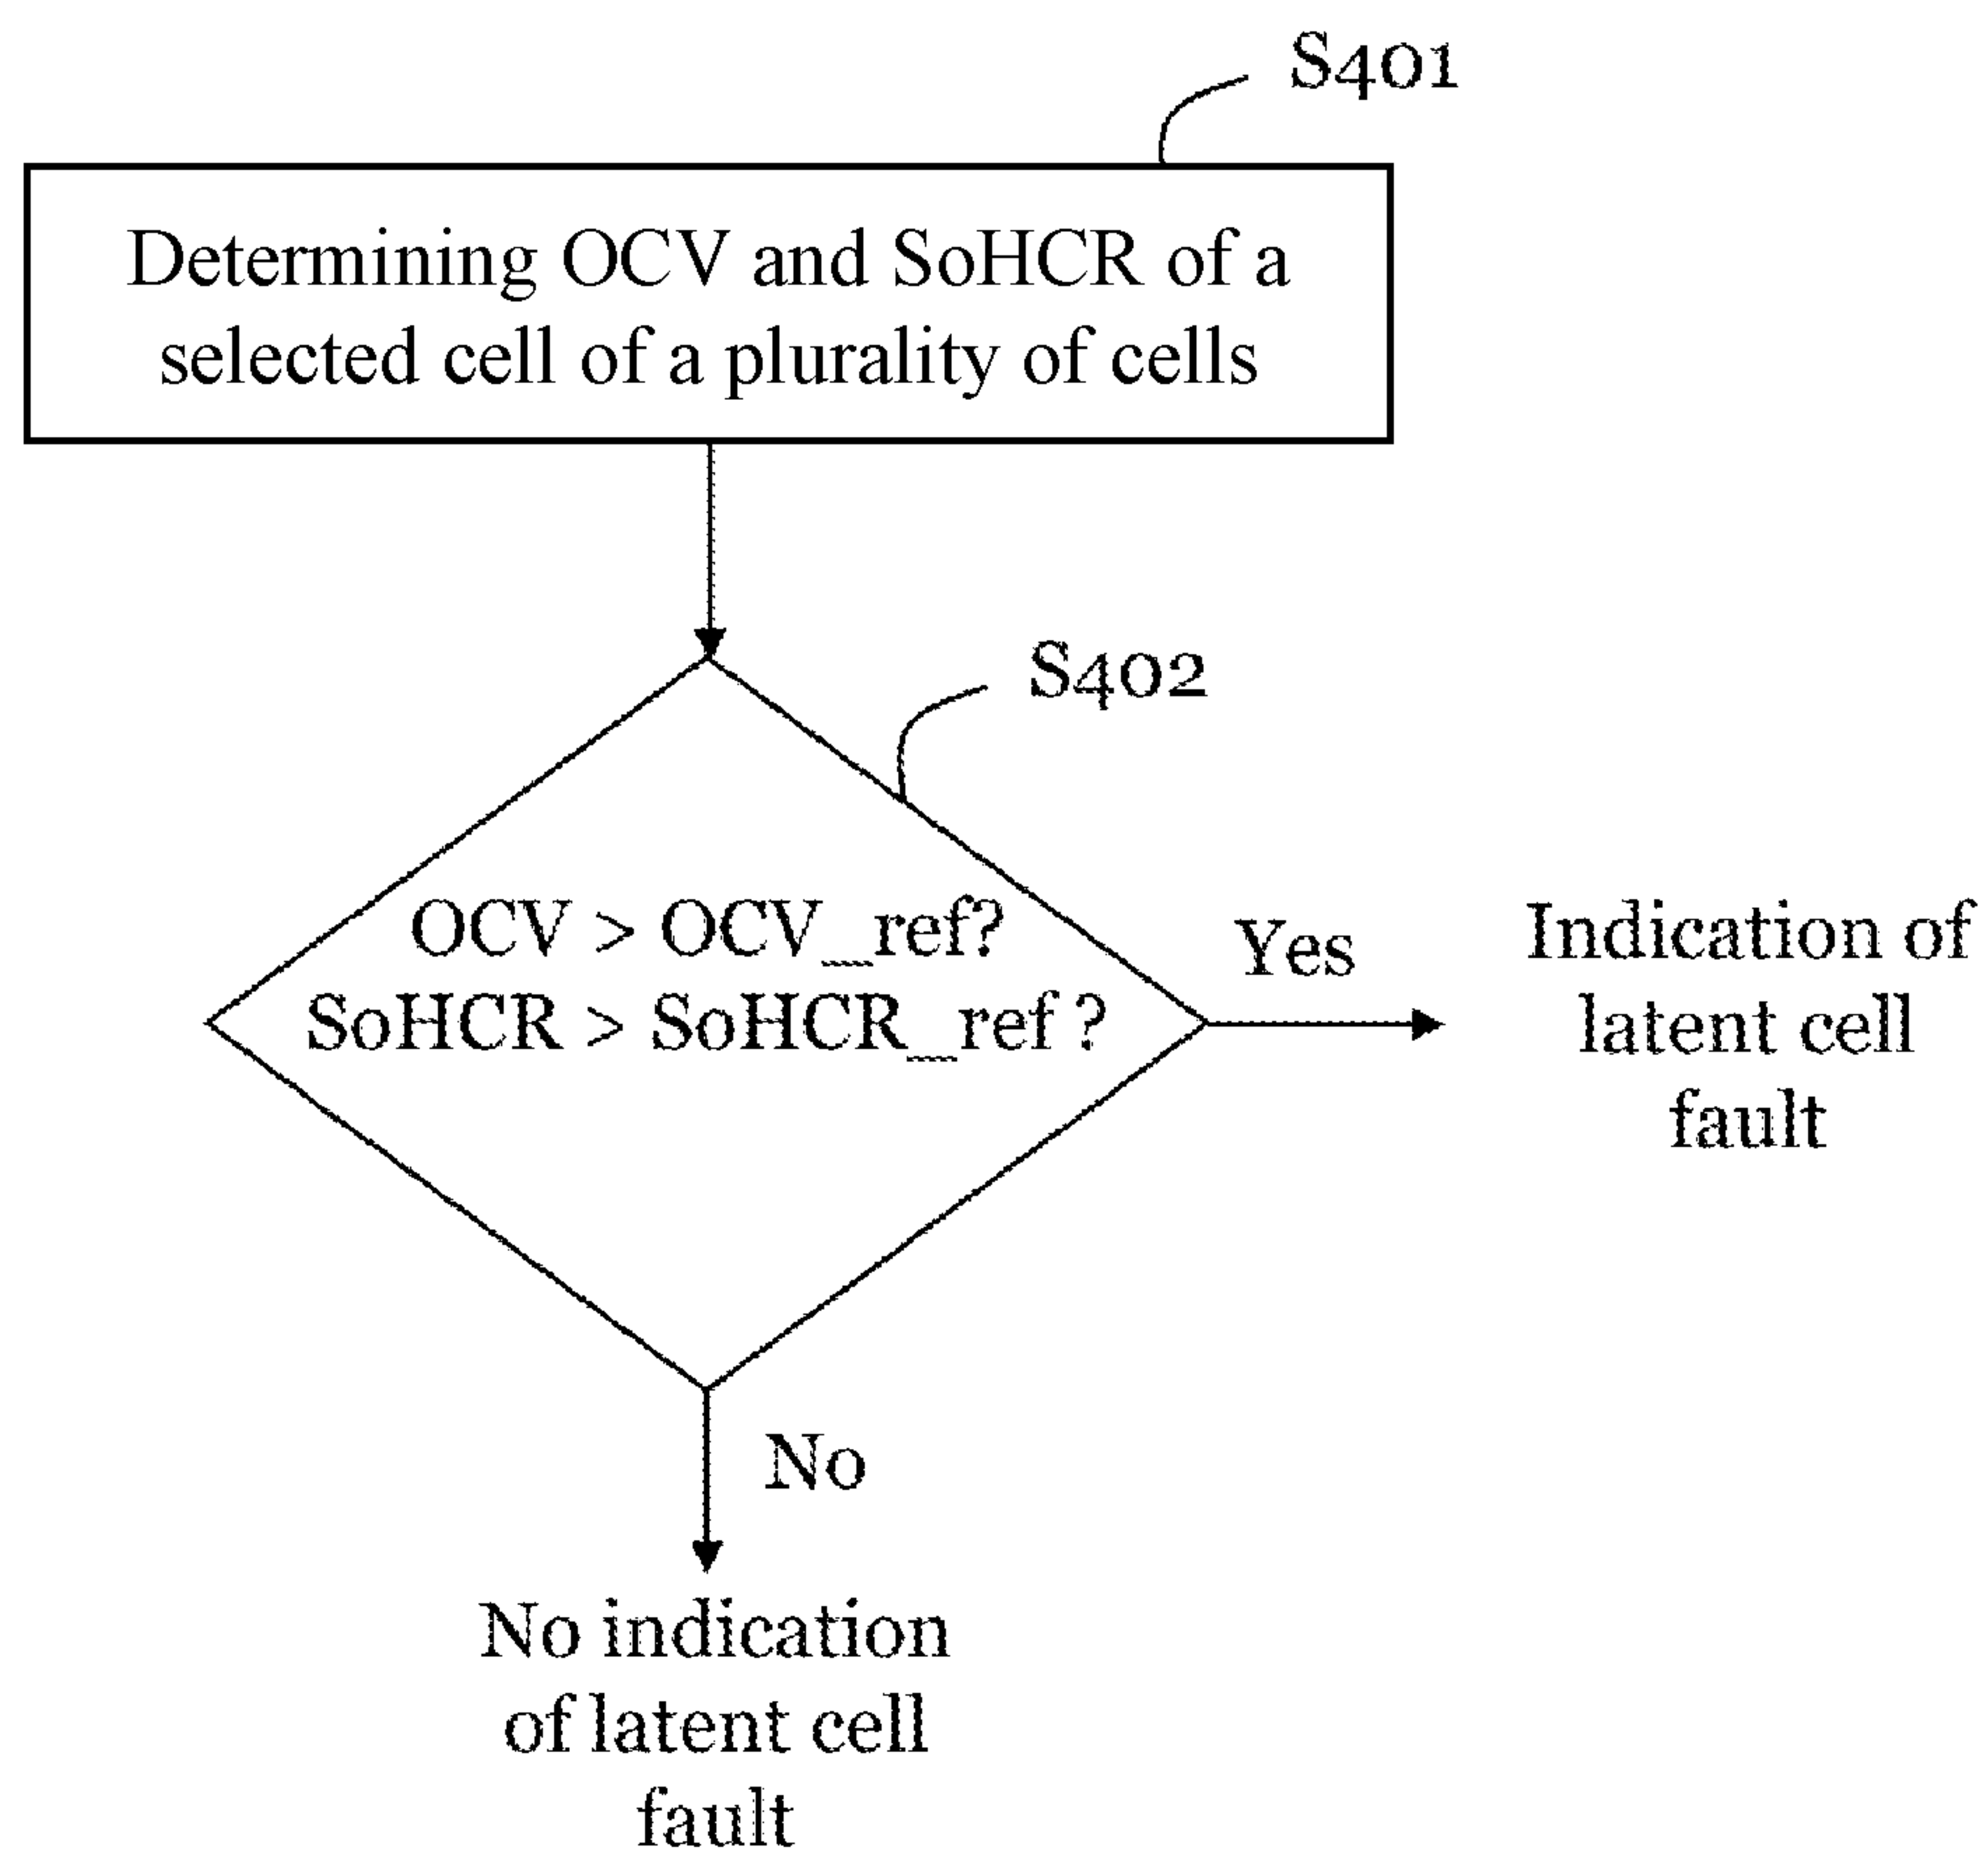 S401
Determining OCV and SoHCR of a
selected cell of a plurality of cells
S402
OCV > OCV_ref?
SoHCR > SoHCR_ref ?
Yes
Indication of
latent cell
fault
No
No indication
of latent cell
fault